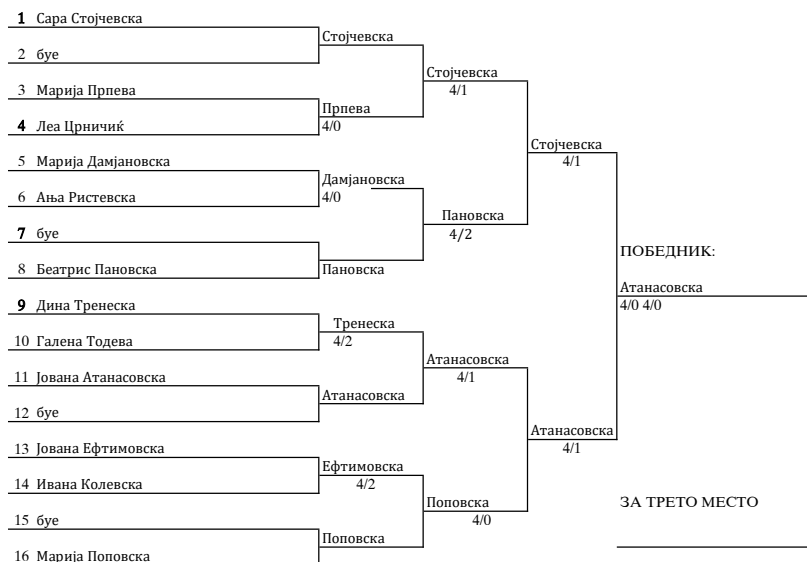 1 Сара Стојчевска
Стојчевска
2 буе
Стојчевска
4/1
3 Марија Прпева
Прпева
4/0
4 Леа Црничиќ
Стојчевска
4/1
5 Марија Дамјановска
Дамјановска
4/0
6 Ања Ристевска
Пановска
4/2
7 буе
Пановска
8 Беатрис Пановска
ПОБЕДНИК:
Атанасовска
4/0 4/0
9 Дина Тренеска
Тренеска
4/2
10 Галена Тодева
Атанасовска
4/1
11 Јована Атанасовска
Атанасовска
12 буе
Атанасовска
4/1
13 Јована Ефтимовска
Ефтимовска
4/2
14 Ивана Колевска
Поповска
4/0
15 буе
Поповска
16 Марија Поповска
ЗА ТРЕТО МЕСТО